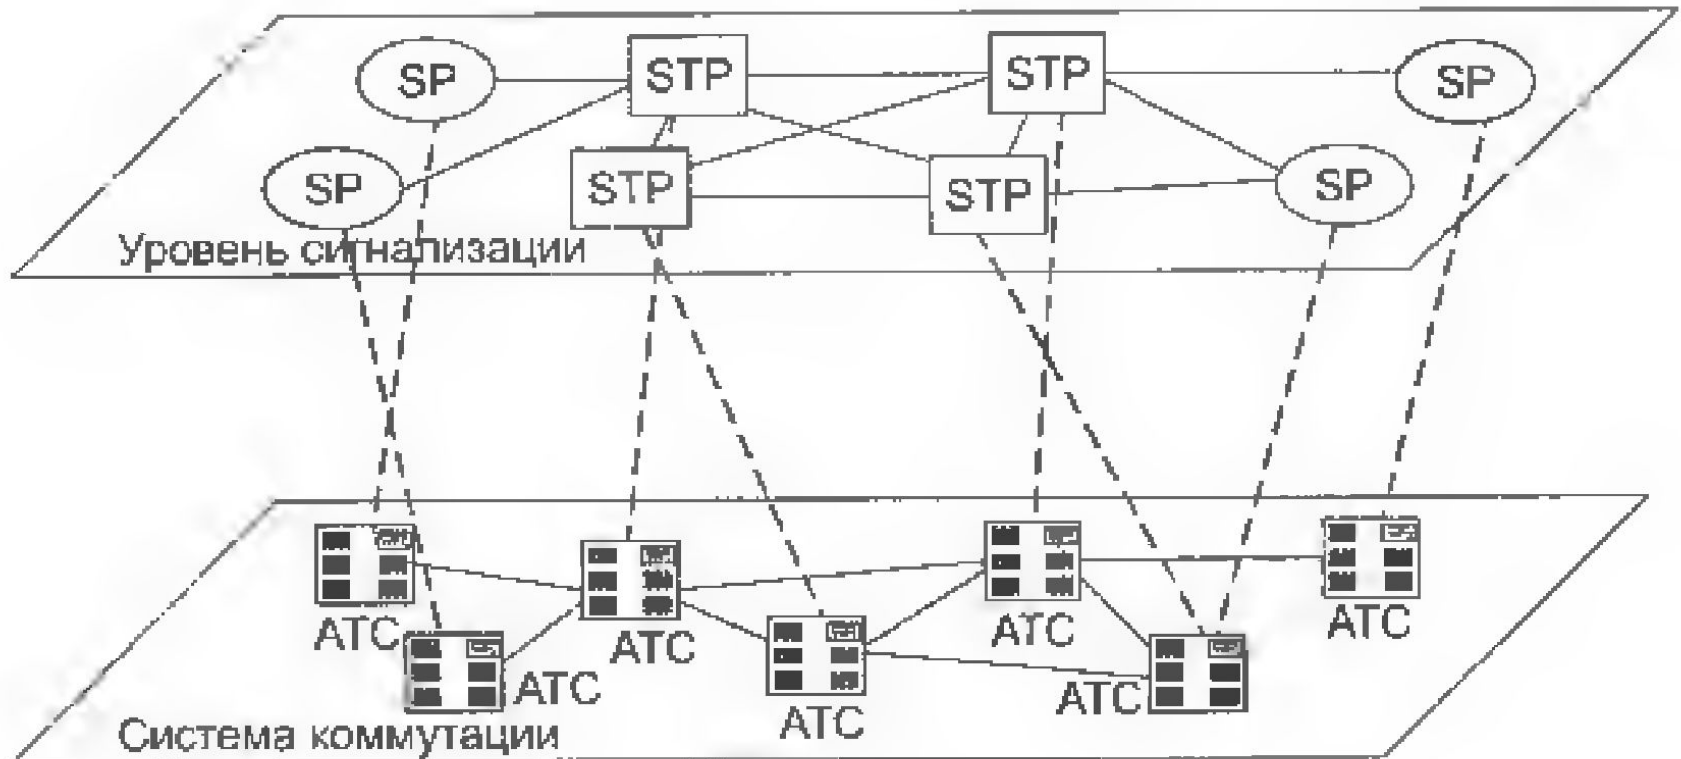 SP
STP
STP
SP
SP
STP
STP
SP
Уровень сигнализации
АТС
АТС
АТС
АТС
АТС
АТС
АТС
Система коммутации